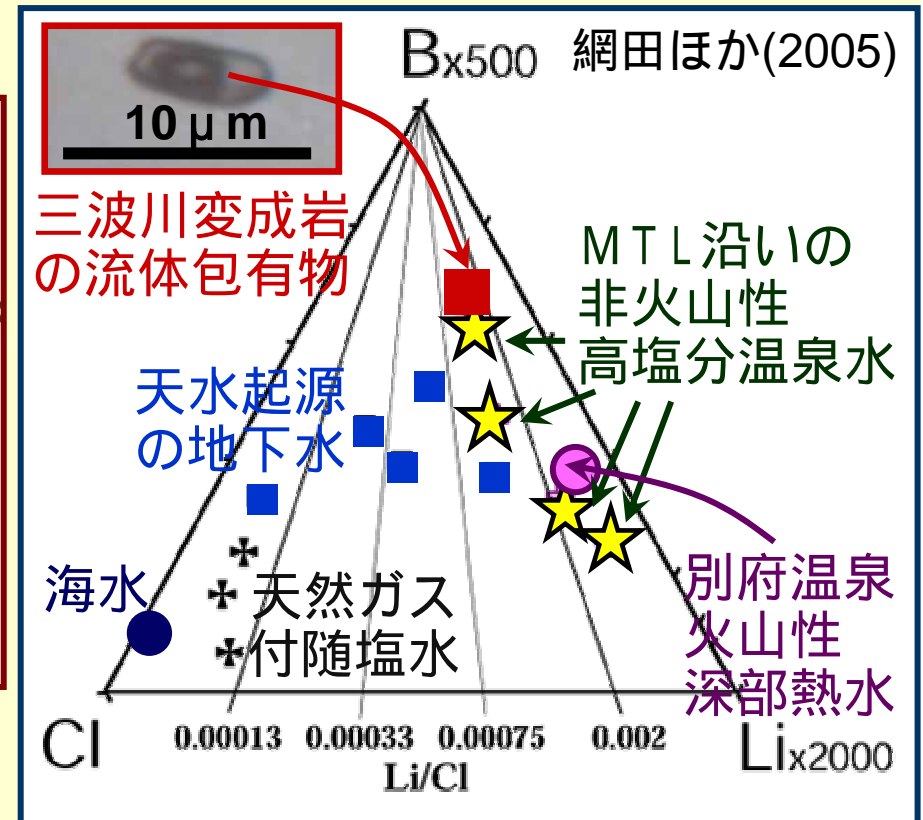 Bx500
網田ほか(2005)
10μm
三波川変成岩
の流体包有物
MTL沿いの
非火山性
高塩分温泉水
天水起源
の地下水
海水
天然ガス
付随塩水
別府温泉
火山性
深部熱水
Cl
0.00013 0.00033 0.00075 0.002
Li/Cl
Lix2000